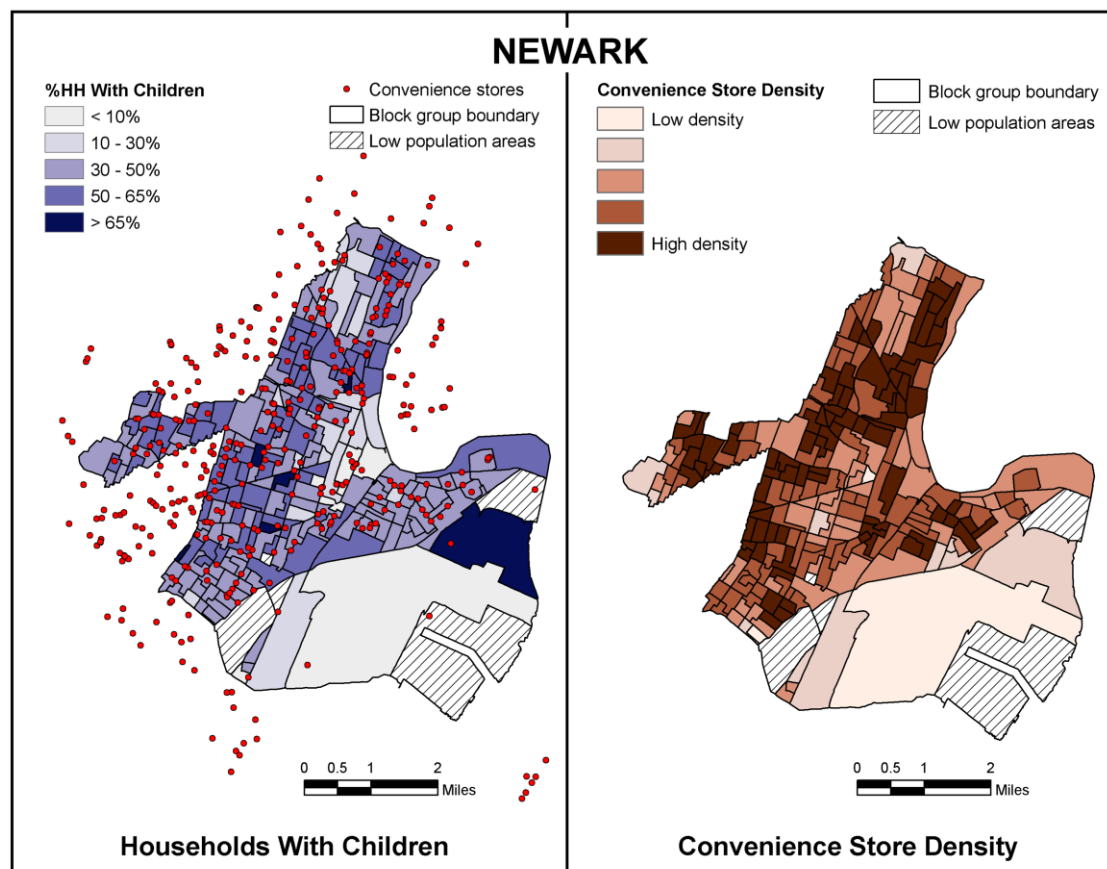 NEWARK
%HH With Children
< 10%
10 - 30%
30 - 50%
50 - 65%
> 65%
Convenience stores
Block group boundary
Low population areas
0 0.5 1 2
Miles
Households With Children
Convenience Store Density
Low density
High density
Block group boundary
Low population areas
0 0.5 1 2
Miles
Convenience Store Density